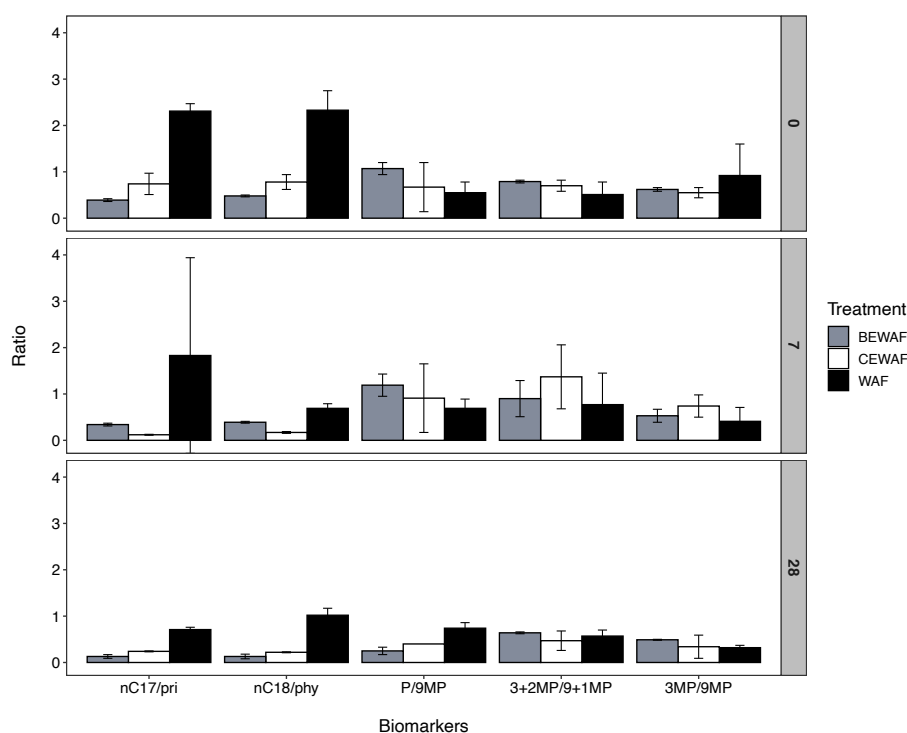 4
3
2
1
0
0
4
3
2
1
0
7
4
3
2
1
0
28
nC17/pri nC18/phy P/9MP 3+2MP/9+1MP 3MP/9MP
Biomarkers
Ratio
Treatment
BEWAF
CEWAF
WAF